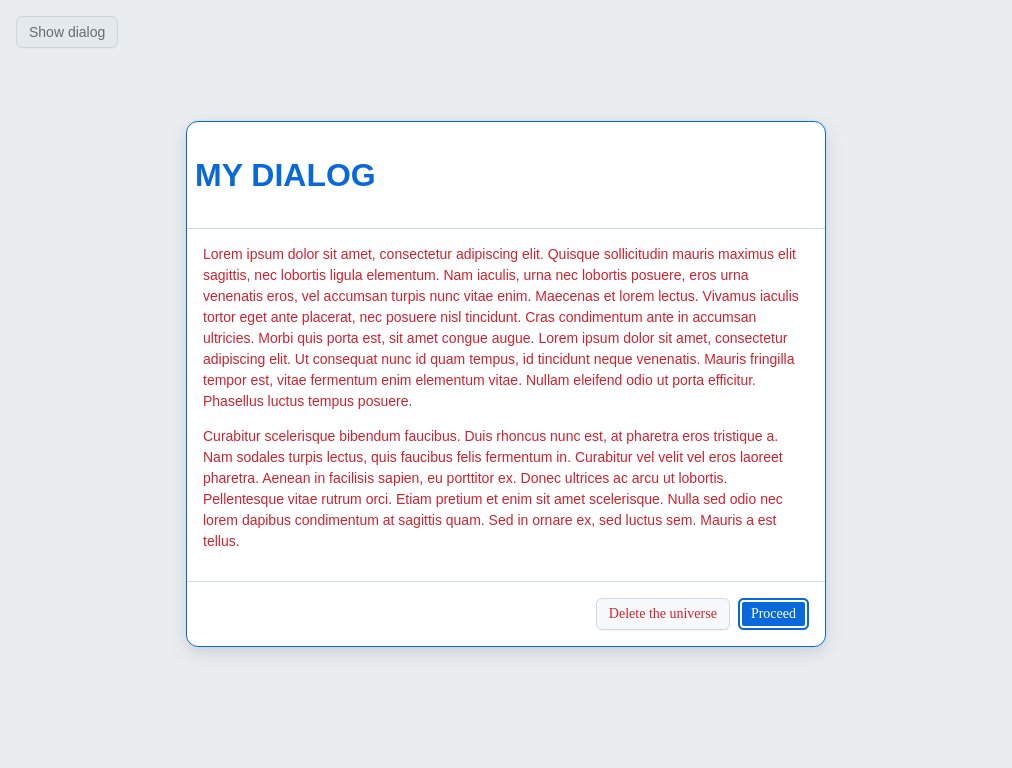 Show dialog
MY DIALOG
Lorem ipsum dolor sit amet, consectetur adipiscing elit. Quisque sollicitudin mauris maximus elit
sagittis, nec lobortis ligula elementum. Nam iaculis, urna nec lobortis posuere, eros urna
venenatis eros, vel accumsan turpis nunc vitae enim. Maecenas et lorem lectus. Vivamus iaculis
tortor eget ante placerat, nec posuere nisl tincidunt. Cras condimentum ante in accumsan
ultricies. Morbi quis porta est, sit amet congue augue. Lorem ipsum dolor sit amet, consectetur
adipiscing elit. Ut consequat nunc id quam tempus, id tincidunt neque venenatis. Mauris fringilla
tempor est, vitae fermentum enim elementum vitae. Nullam eleifend odio ut porta efficitur.
Phasellus luctus tempus posuere.
Curabitur scelerisque bibendum faucibus. Duis rhoncus nunc est, at pharetra eros tristique a.
Nam sodales turpis lectus, quis faucibus felis fermentum in. Curabitur vel velit vel eros laoreet
pharetra. Aenean in facilisis sapien, eu porttitor ex. Donec ultrices ac arcu ut lobortis.
Pellentesque vitae rutrum orci. Etiam pretium et enim sit amet scelerisque. Nulla sed odio nec
lorem dapibus condimentum at sagittis quam. Sed in ornare ex, sed luctus sem. Mauris a est
tellus.
Delete the universe
Proceed